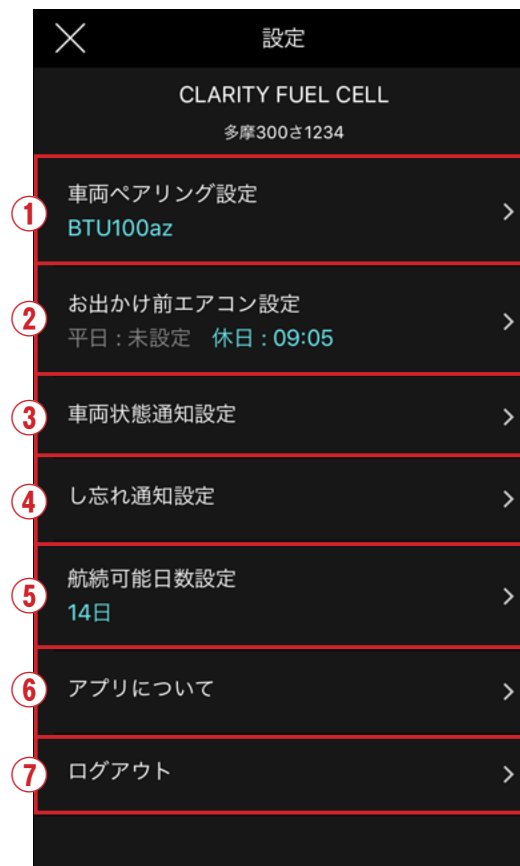 設定
CLARITY FUEL CELL
多摩300さ1234
① 車両ペアリング設定
BTU100az
② お出かけ前エアコン設定
平日：未設定 休日：09:05
③ 車両状態通知設定
④ し忘れ通知設定
⑤ 航続可能日数設定
14日
⑥ アプリについて
⑦ ログアウト